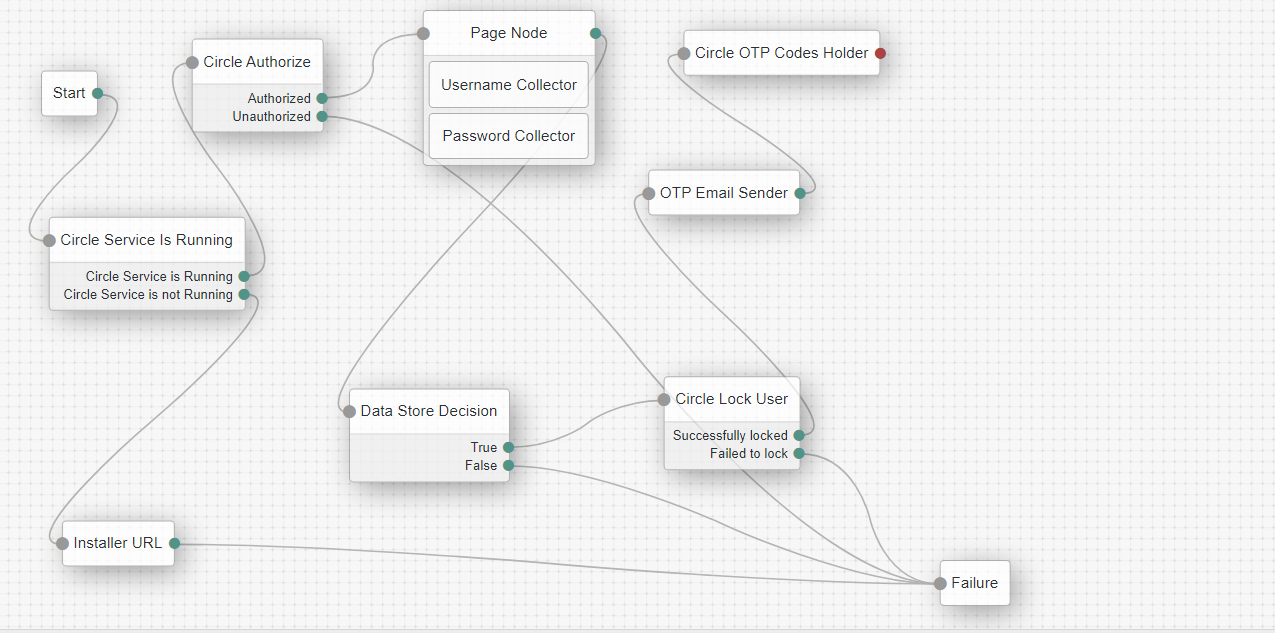 Start
Circle Authorize
Authorized
Unauthorized
Page Node
Username Collector
Password Collector
Circle OTP Codes Holder
OTP Email Sender
Circle Service Is Running
Circle Service is Running
Circle Service is not Running
Data Store Decision
True
False
Circle Lock User
Successfully locked
Failed to lock
Installer URL
Failure